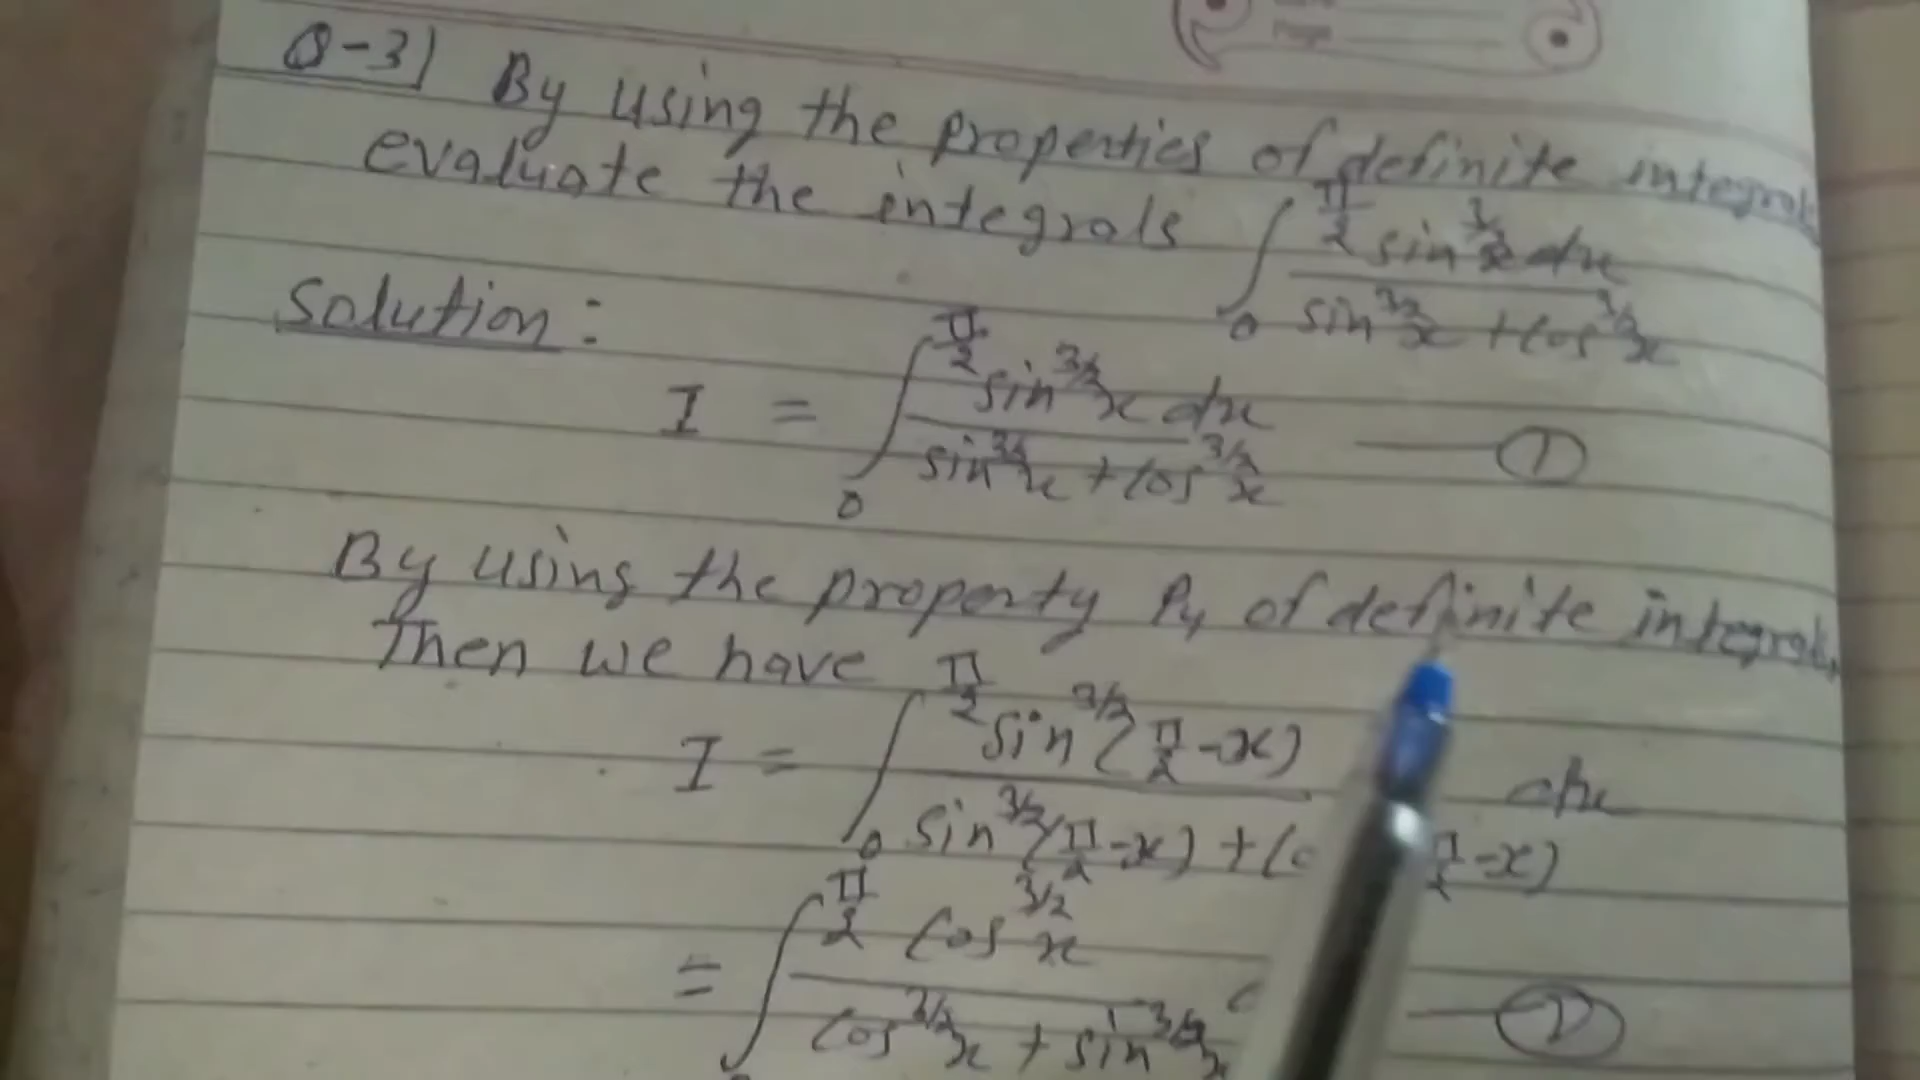 Page
Q-3) By using the properties of definite integrals
evaluate the integrals ∫₀^(π/2) sin^(3/2)x dx / (sin^(3/2)x + cos^(3/2)x)
Solution:
I = ∫₀^(π/2) sin^(3/2)x dx / (sin^(3/2)x + cos^(3/2)x) — ①
By using the property P₄ of definite integrals,
Then we have
I = ∫₀^(π/2) sin^(3/2)(π/2-x) / (sin^(3/2)(π/2-x) + (π/2-x)) dx
= ∫₀^(π/2) cos^(3/2)x / (cos^(3/2)x + sin^(3/2)x) — ②